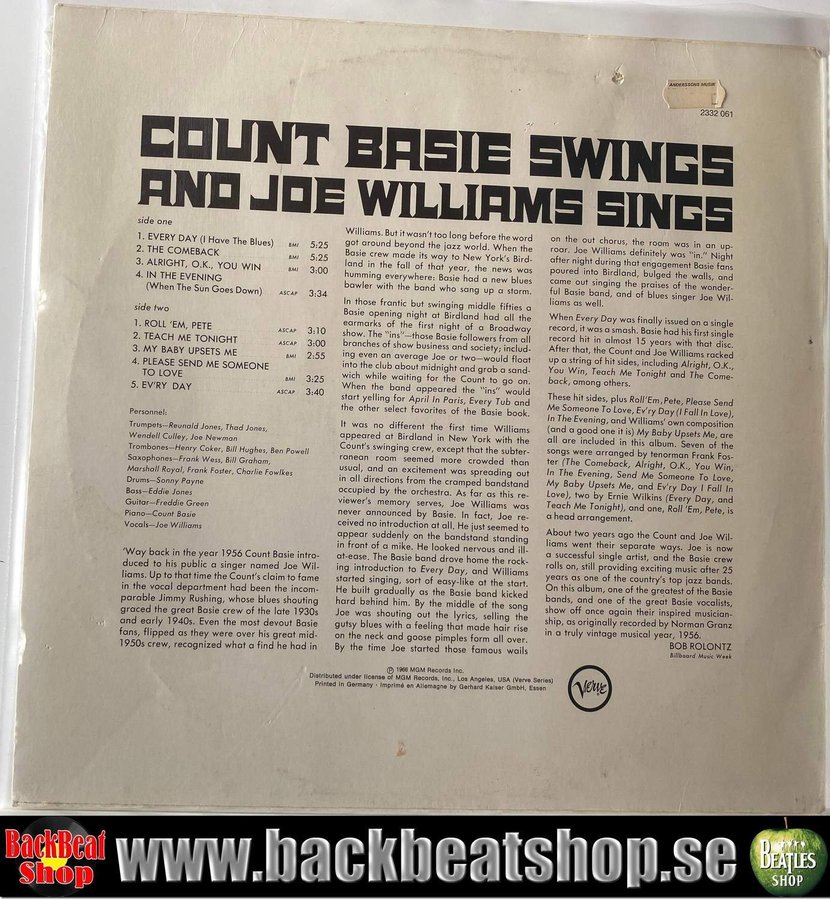 ANDERSSONS MUSIK
2332 061
COUNT BASIE SWINGS
AND JOE WILLIAMS SINGS
side one
1. EVERY DAY (I Have The Blues) BMI 5:25
2. THE COMEBACK BMI 5:25
3. ALRIGHT, O.K., YOU WIN BMI 3:00
4. IN THE EVENING
(When The Sun Goes Down) ASCAP 3:34
side two
1. ROLL 'EM, PETE ASCAP 3:10
2. TEACH ME TONIGHT ASCAP 3:00
3. MY BABY UPSETS ME BMI 2:55
4. PLEASE SEND ME SOMEONE
TO LOVE BMI 3:25
5. EV'RY DAY ASCAP 3:40
Personnel:
Trumpets—Reunald Jones, Thad Jones,
Wendell Culley, Joe Newman
Trombones—Henry Coker, Bill Hughes, Ben Powell
Saxophones—Frank Wess, Bill Graham,
Marshall Royal, Frank Foster, Charlie Fowlkes
Drums—Sonny Payne
Bass—Eddie Jones
Guitar—Freddie Green
Piano—Count Basie
Vocals—Joe Williams
'Way back in the year 1956 Count Basie intro-
duced to his public a singer named Joe Wil-
liams. Up to that time the Count's claim to fame
in the vocal department had been the incom-
parable Jimmy Rushing, whose blues shouting
graced the great Basie crew of the late 1930s
and early 1940s. Even the most devout Basie
fans, flipped as they were over his great mid-
1950s crew, recognized what a find he had in
Williams. But it wasn't too long before the word
got around beyond the jazz world. When the
Basie crew made its way to New York's Bird-
land in the fall of that year, the news was
humming everywhere: Basie had a new blues
bawler with the band who sang up a storm.
In those frantic but swinging middle fifties a
Basie opening night at Birdland had all the
earmarks of the first night of a Broadway
show. The "ins"—those Basie followers from all
branches of show business and society; includ-
ing even an average Joe or two—would float
into the club about midnight and grab a sand-
wich while waiting for the Count to go on.
When the band appeared the "ins" would
start yelling for April In Paris, Every Tub and
the other select favorites of the Basie book.
It was no different the first time Williams
appeared at Birdland in New York with the
Count's swinging crew, except that the subter-
ranean room seemed more crowded than
usual, and an excitement was spreading out
in all directions from the cramped bandstand
occupied by the orchestra. As far as this re-
viewer's memory serves, Joe Williams was
never announced by Basie. In fact, Joe re-
ceived no introduction at all. He just seemed to
appear suddenly on the bandstand standing
in front of a mike. He looked nervous and ill-
at-ease. The Basie band drove home the rock-
ing introduction to Every Day, and Williams
started singing, sort of easy-like at the start.
He built gradually as the Basie band kicked
hard behind him. By the middle of the song
Joe was shouting out the lyrics, selling the
gutsy blues with a feeling that made hair rise
on the neck and goose pimples form all over.
By the time Joe started those famous wails
on the out chorus, the room was in an up-
roar. Joe Williams definitely was "in." Night
after night during that engagement Basie fans
poured into Birdland, bulged the walls, and
came out singing the praises of the wonder-
ful Basie band, and of blues singer Joe Wil-
liams as well.
When Every Day was finally issued on a single
record, it was a smash. Basie had his first single
record hit in almost 15 years with that disc.
After that, the Count and Joe Williams racked
up a string of hit sides, including Alright, O.K.,
You Win, Teach Me Tonight and The Come-
back, among others.
These hit sides, plus Roll'Em, Pete, Please Send
Me Someone To Love, Ev'ry Day (I Fall In Love),
In The Evening, and Williams' own composition
(and a good one it is) My Baby Upsets Me, are
all are included in this album. Seven of the
songs were arranged by tenorman Frank Fos-
ter (The Comeback, Alright, O.K., You Win,
In The Evening, Send Me Someone To Love,
My Baby Upsets Me, and Ev'ry Day I Fall In
Love), two by Ernie Wilkins (Every Day, and
Teach Me Tonight), and one, Roll 'Em, Pete, is
a head arrangement.
About two years ago the Count and Joe Wil-
liams went their separate ways. Joe is now
a successful single artist, and the Basie crew
rolls on, still providing exciting music after 25
years as one of the country's top jazz bands.
On this album, one of the greatest of the Basie
bands, and one of the great Basie vocalists,
show off once again their inspired musician-
ship, as originally recorded by Norman Granz
in a truly vintage musical year, 1956.
BOB ROLONTZ
Billboard Music Week
Ⓟ 1966 MGM Records Inc.
Distributed under license of MGM Records, Inc., Los Angeles, USA (Verve Series)
Printed in Germany · Imprimé en Allemagne by Gerhard Kaiser GmbH, Essen
Verve
BackBeat
Shop
www.backbeatshop.se
BEATLES
SHOP